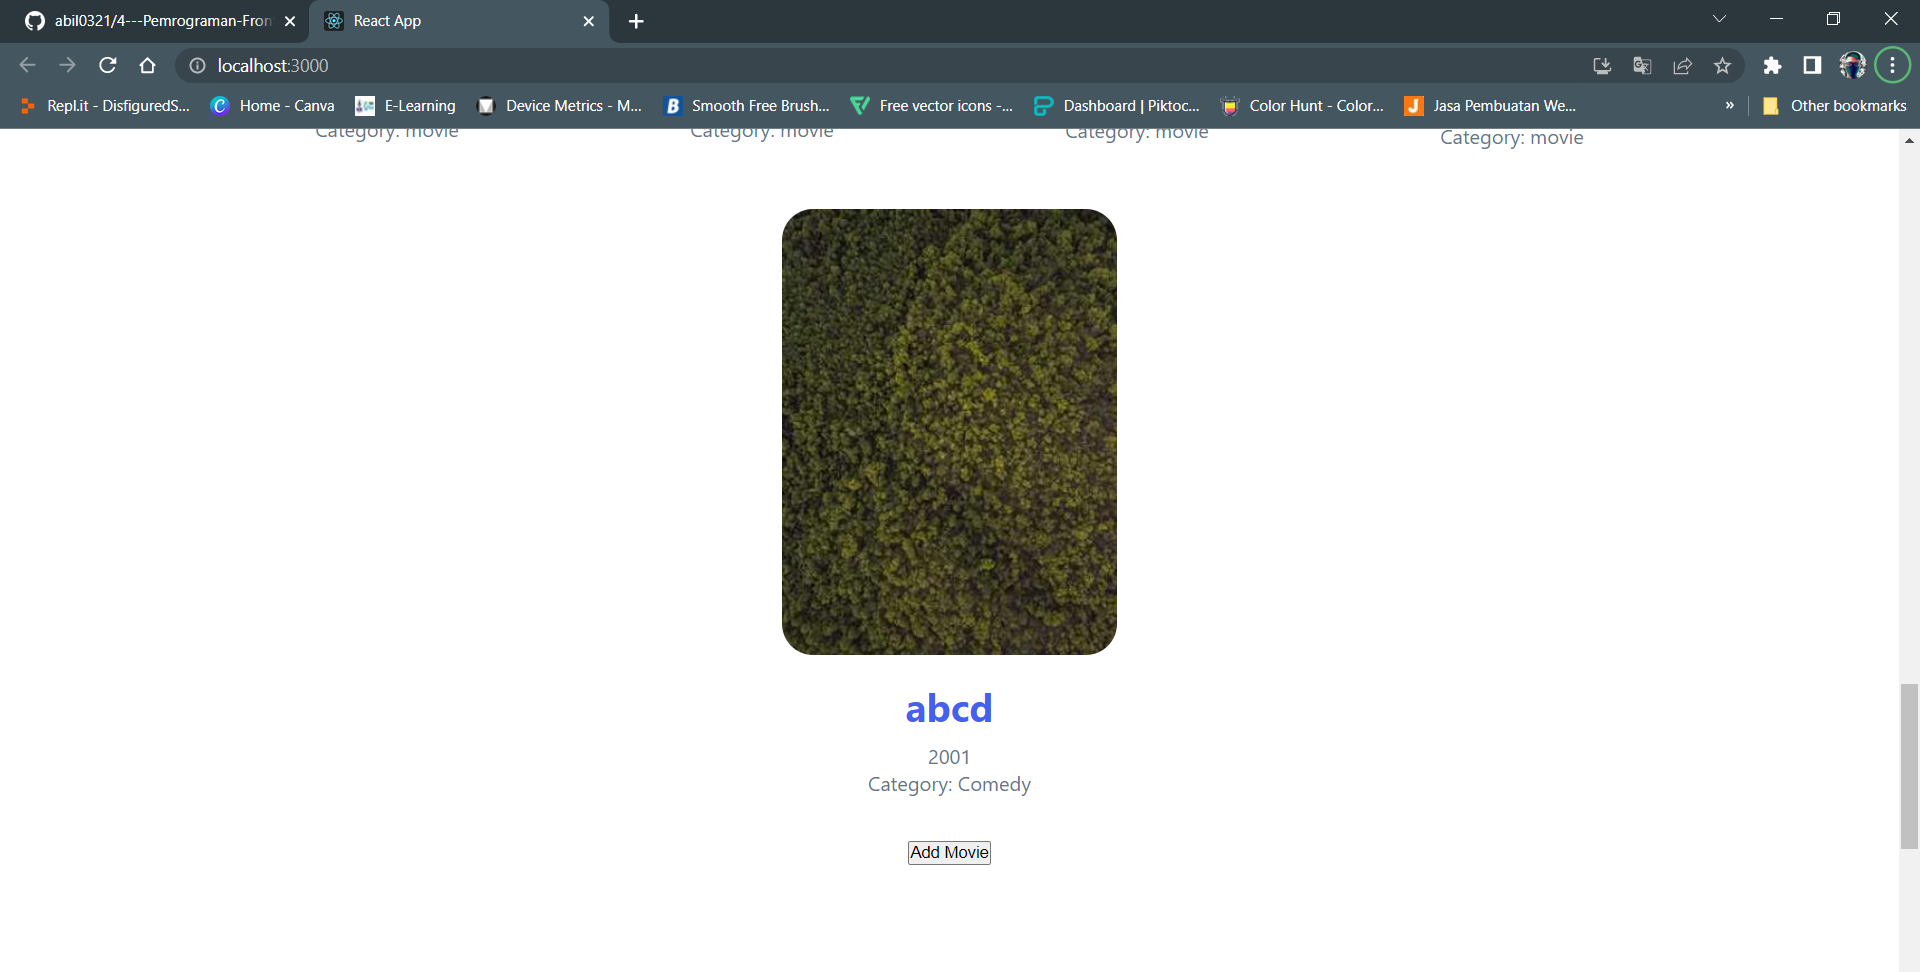 abil0321/4---Pemrograman-Fron
React App
localhost:3000
Repl.it - DisfiguredS...
Home - Canva
E-Learning
Device Metrics - M...
Smooth Free Brush...
Free vector icons -...
Dashboard | Piktoc...
Color Hunt - Color...
Jasa Pembuatan We...
»
Other bookmarks
Category: movie
Category: movie
Category: movie
Category: movie
abcd
2001
Category: Comedy
Add Movie